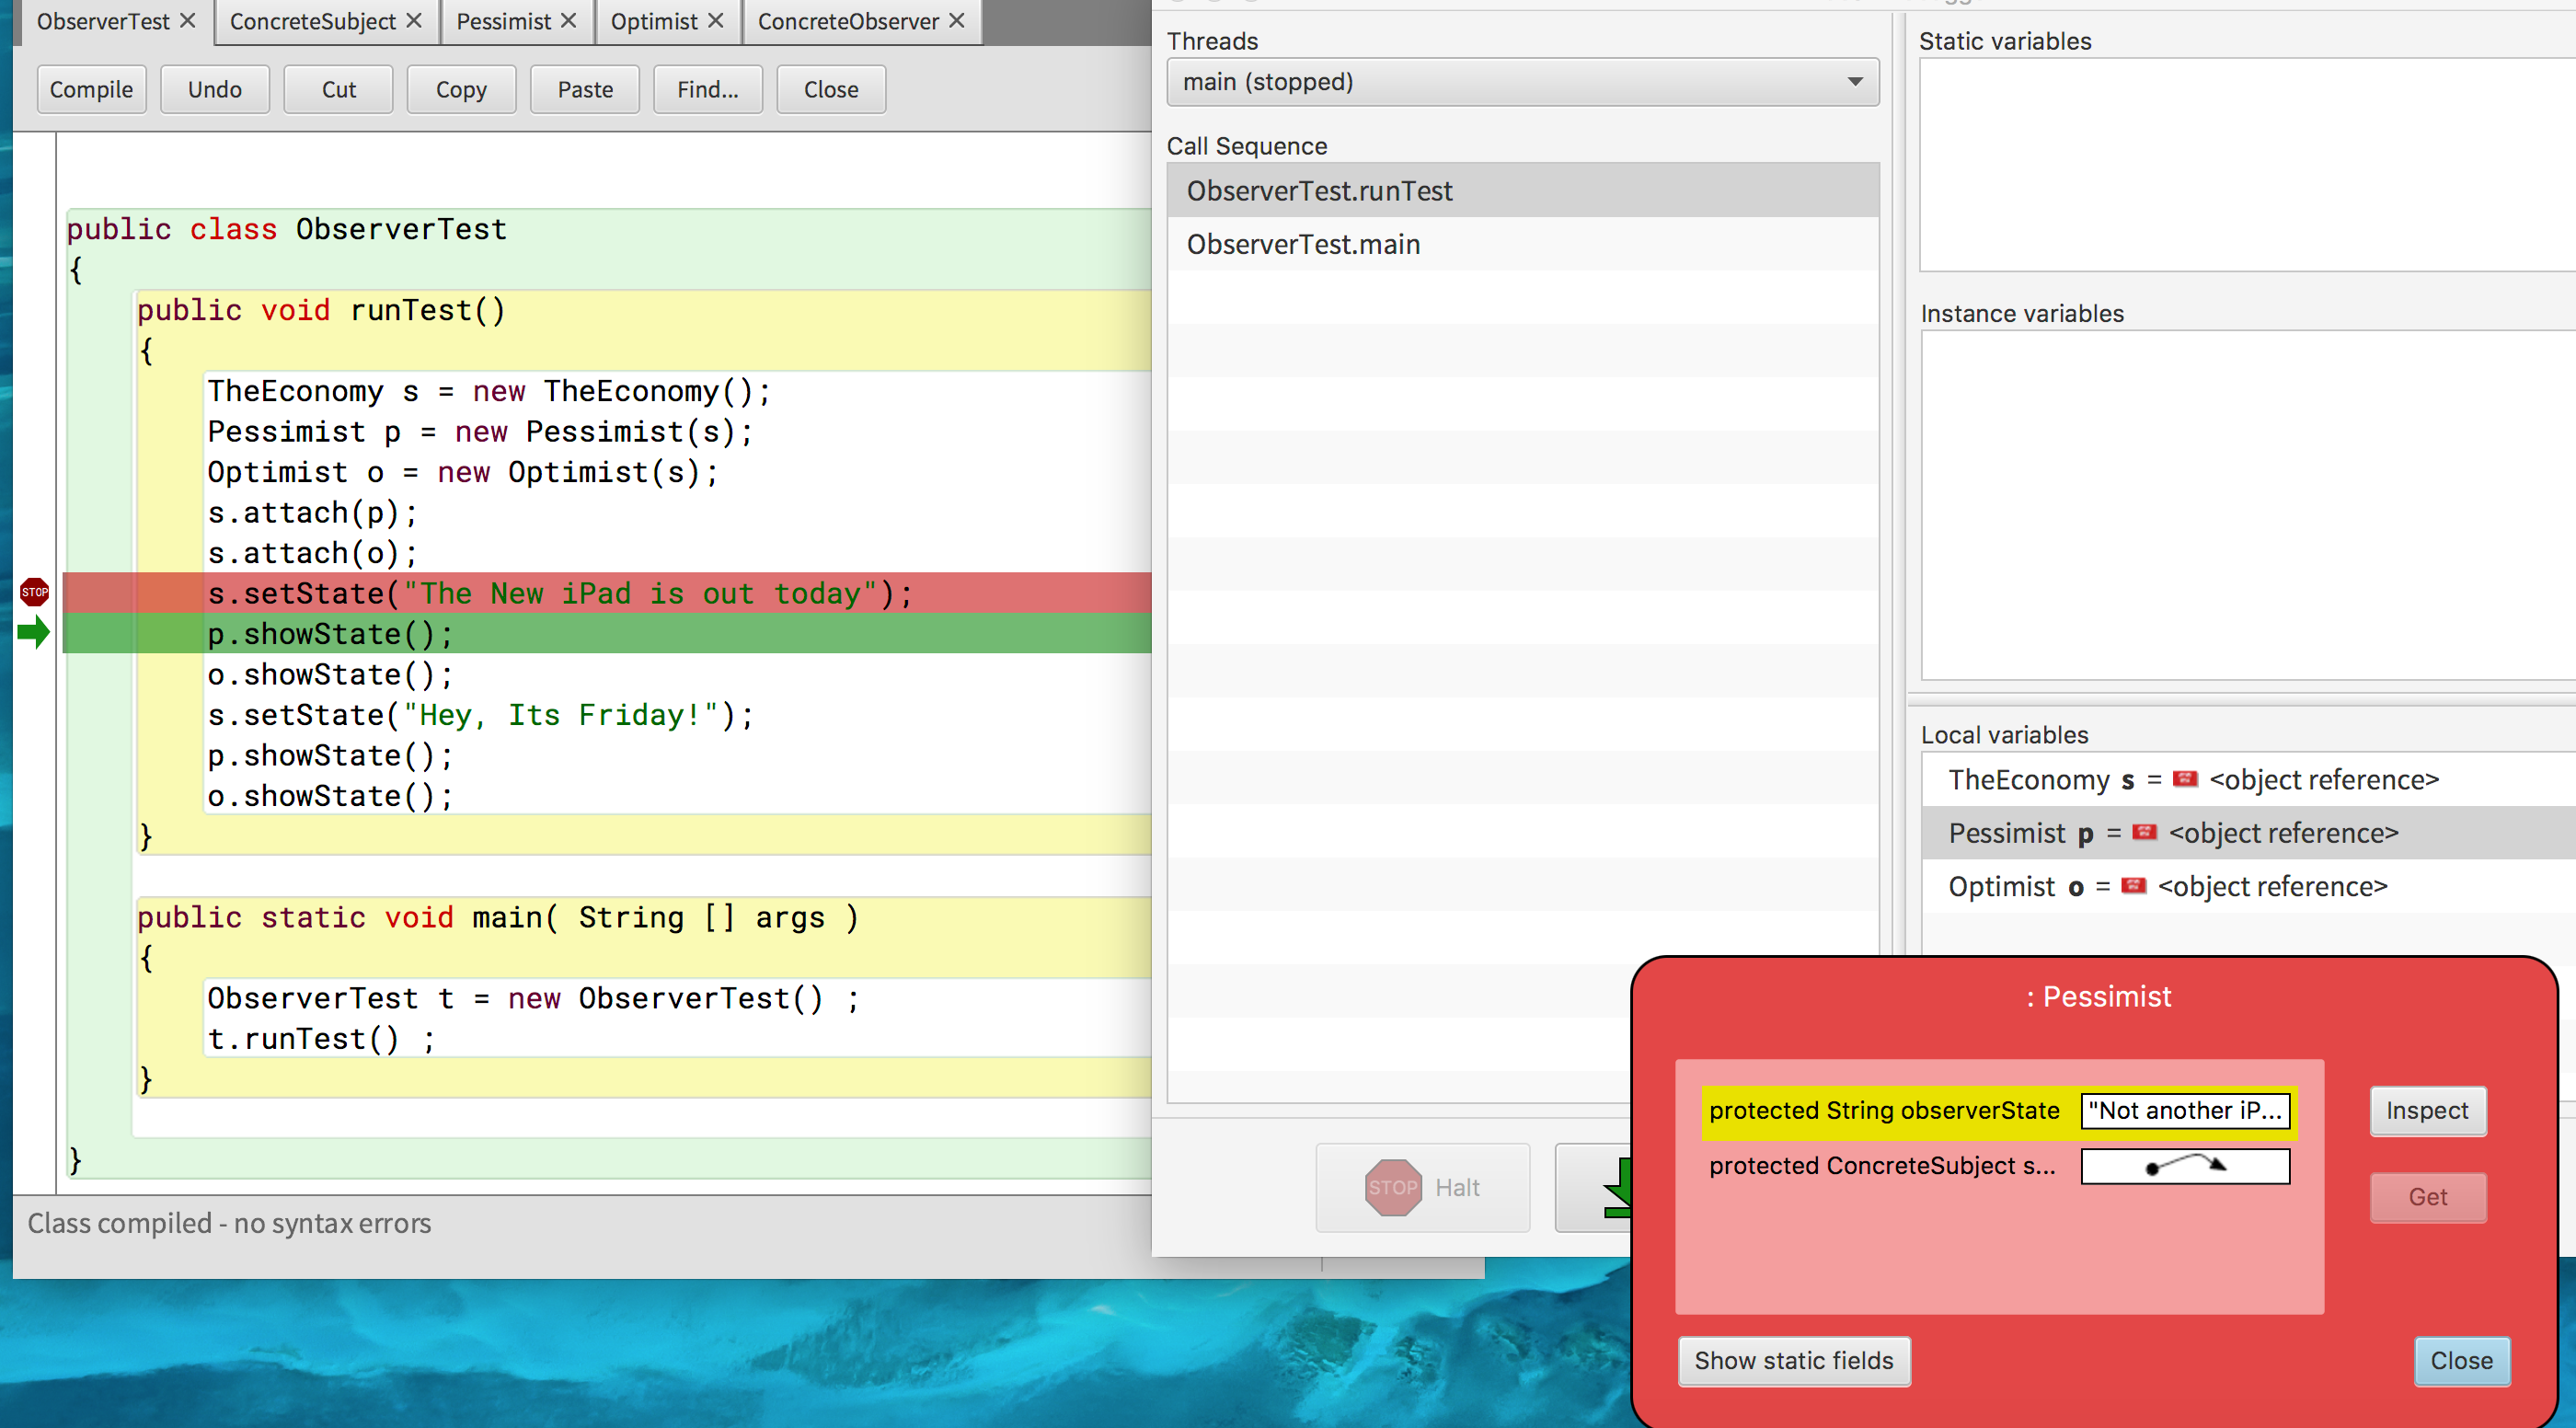 ObserverTest ✕ ConcreteSubject ✕ Pessimist ✕ Optimist ✕ ConcreteObserver ✕
Compile Undo Cut Copy Paste Find... Close
public class ObserverTest
{
public void runTest()
{
TheEconomy s = new TheEconomy();
Pessimist p = new Pessimist(s);
Optimist o = new Optimist(s);
s.attach(p);
s.attach(o);
STOP
s.setState("The New iPad is out today");
p.showState();
o.showState();
s.setState("Hey, Its Friday!");
p.showState();
o.showState();
}
public static void main( String [] args )
{
ObserverTest t = new ObserverTest() ;
t.runTest() ;
}
}
Class compiled - no syntax errors
Threads
main (stopped)
Call Sequence
ObserverTest.runTest
ObserverTest.main
STOP Halt
Static variables
Instance variables
Local variables
TheEconomy s = <object reference>
Pessimist p = <object reference>
Optimist o = <object reference>
: Pessimist
protected String observerState "Not another iP...
protected ConcreteSubject s...
Inspect
Get
Show static fields
Close